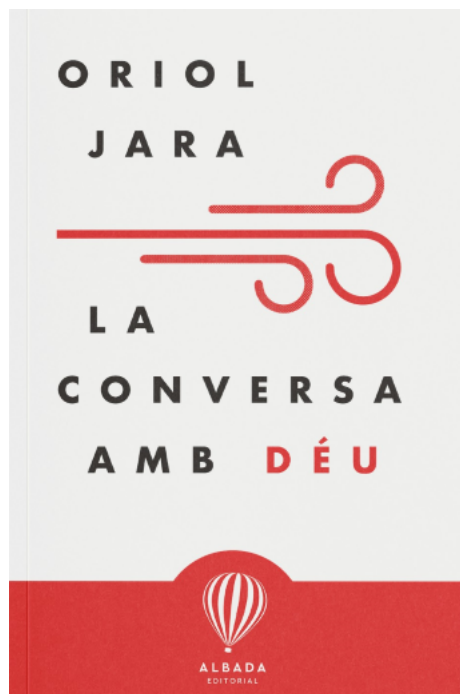 ORIOL
JARA
LA
CONVERSA
AMB DÉU
ALBADA
EDITORIAL